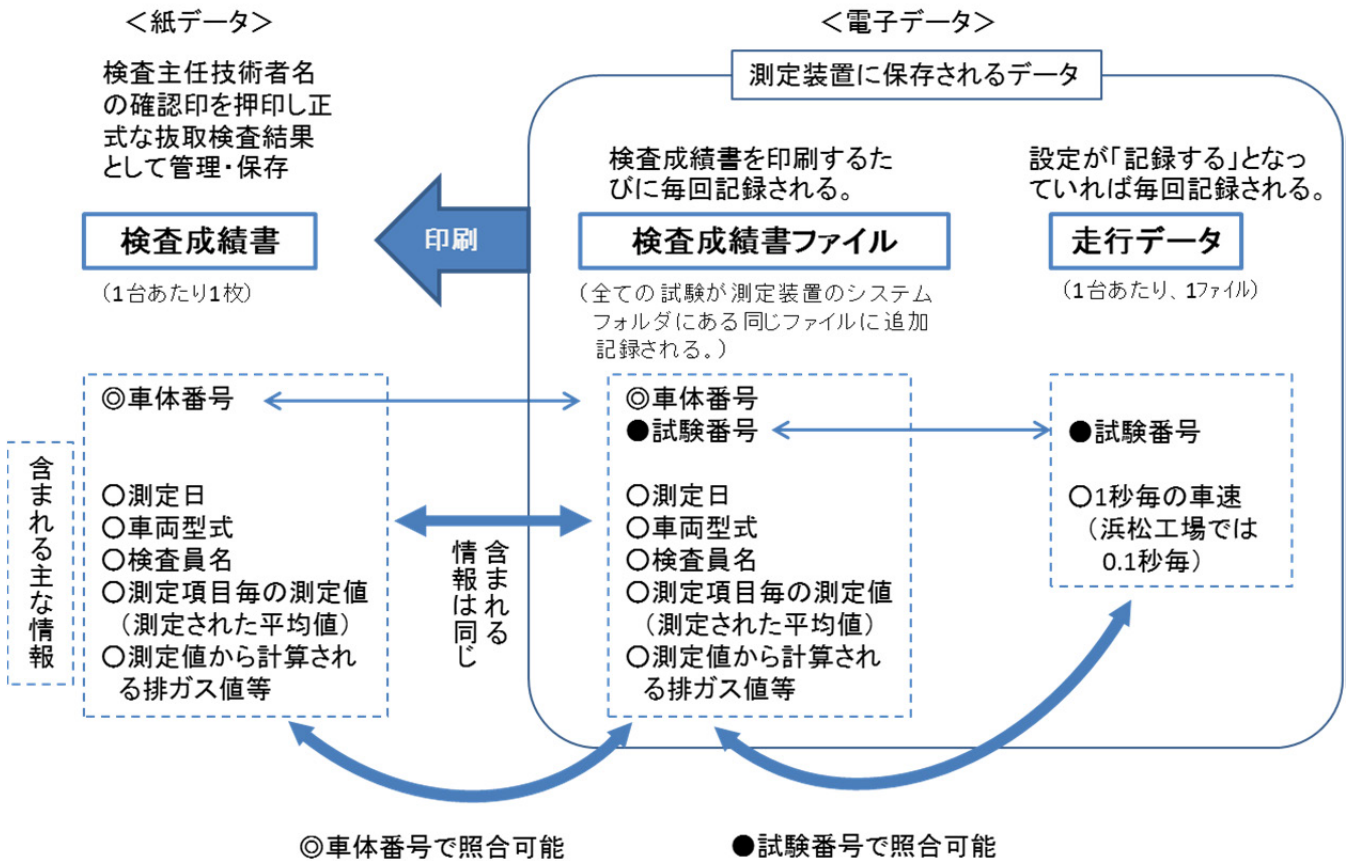 ＜紙データ＞
検査主任技術者名
の確認印を押印し正
式な抜取検査結果
として管理・保存
検査成績書
（1台あたり1枚）
印刷
＜電子データ＞
測定装置に保存されるデータ
検査成績書を印刷するた
びに毎回記録される。
検査成績書ファイル
（全ての試験が測定装置のシステム
フォルダにある同じファイルに追加
記録される。）
設定が「記録する」となっ
ていれば毎回記録される。
走行データ
（1台あたり、1ファイル）
含まれる主な情報
◎車体番号
○測定日
○車両型式
○検査員名
○測定項目毎の測定値
（測定された平均値）
○測定値から計算され
る排ガス値等
含まれる
情報は同じ
◎車体番号
●試験番号
○測定日
○車両型式
○検査員名
○測定項目毎の測定値
（測定された平均値）
○測定値から計算され
る排ガス値等
●試験番号
○1秒毎の車速
（浜松工場では
0.1秒毎）
◎車体番号で照合可能
●試験番号で照合可能